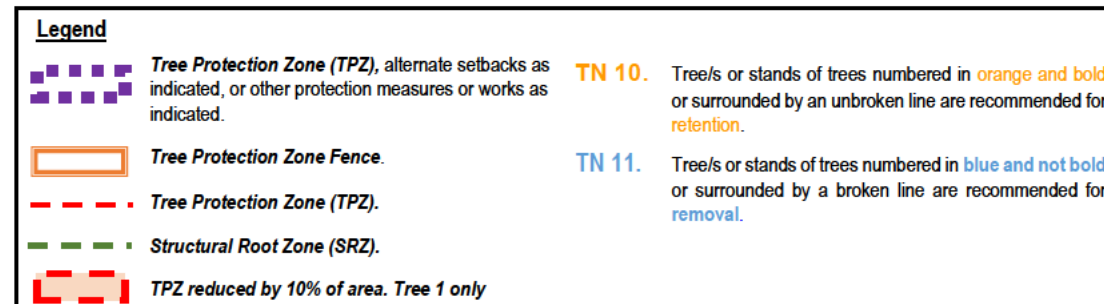 Legend
Tree Protection Zone (TPZ), alternate setbacks as
indicated, or other protection measures or works as
indicated.
Tree Protection Zone Fence.
Tree Protection Zone (TPZ).
Structural Root Zone (SRZ).
TPZ reduced by 10% of area. Tree 1 only
TN 10. Tree/s or stands of trees numbered in orange and bold
or surrounded by an unbroken line are recommended for
retention.
TN 11. Tree/s or stands of trees numbered in blue and not bold
or surrounded by a broken line are recommended for
removal.